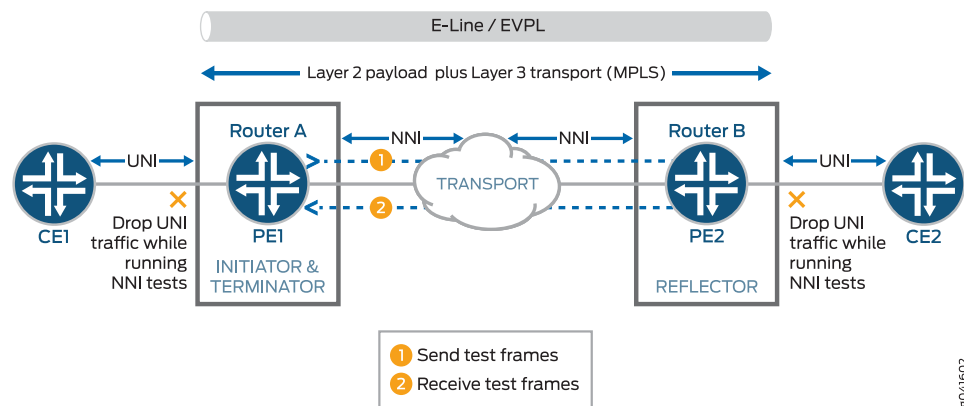 E-Line / EVPL
Layer 2 payload plus Layer 3 transport (MPLS)
Router A
NNI
NNI
Router B
UNI
UNI
1
TRANSPORT
2
CE1
PE1
PE2
CE2
Drop UNI
traffic while
running
NNI tests
INITIATOR &
TERMINATOR
REFLECTOR
Drop UNI
traffic while
running
NNI tests
1 Send test frames
2 Receive test frames
g041602